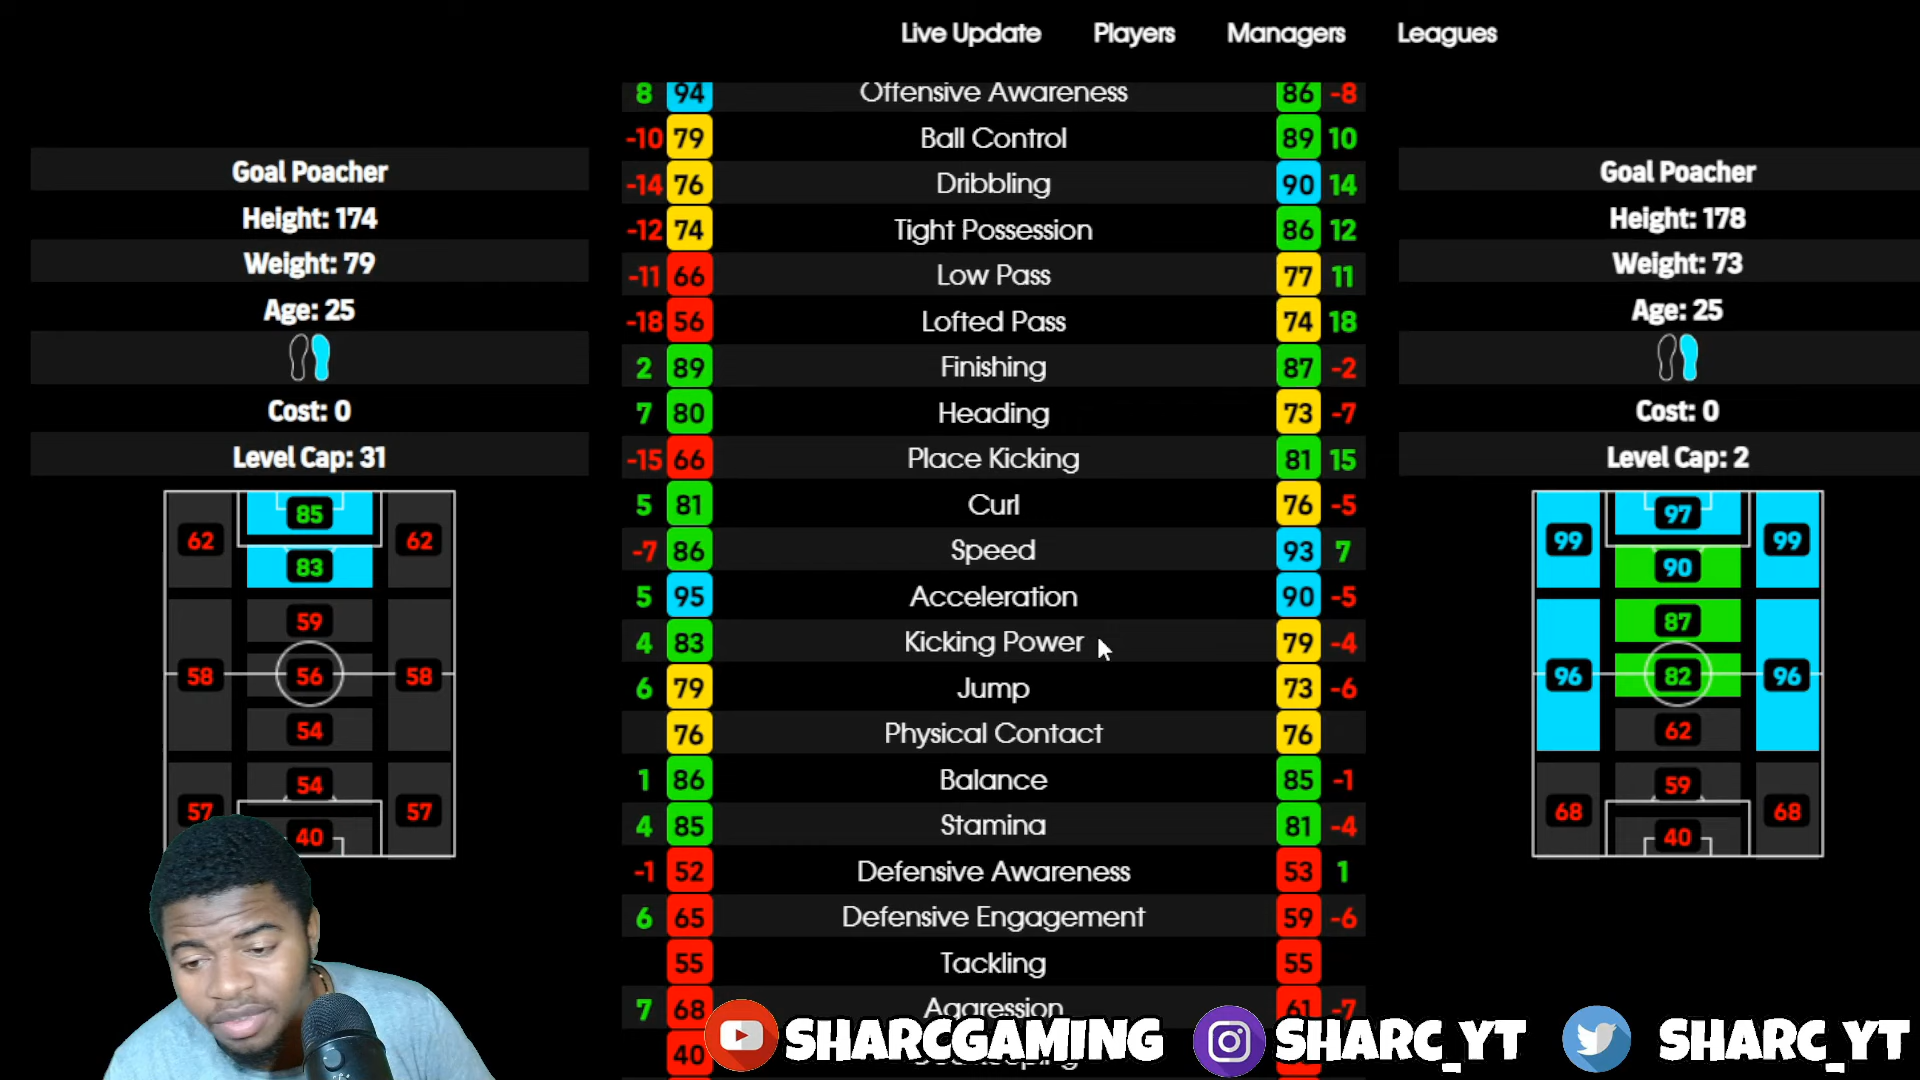 Live Update Players Managers Leagues
8 94 Offensive Awareness 86 -8
-10 79 Ball Control 89 10
Goal Poacher
Goal Poacher
-14 76 Dribbling 90 14
Height: 174
-12 74 Tight Possession 86 12
Height: 178
Weight: 79
-11 66 Low Pass 77 11
Weight: 73
Age: 25
-18 56 Lofted Pass 74 18
Age: 25
2 89 Finishing 87 -2
Cost: 0
7 80 Heading 73 -7
Cost: 0
Level Cap: 31
-15 66 Place Kicking 81 15
Level Cap: 2
5 81 Curl 76 -5
-7 86 Speed 93 7
5 95 Acceleration 90 -5
4 83 Kicking Power 79 -4
6 79 Jump 73 -6
76 Physical Contact 76
1 86 Balance 85 -1
4 85 Stamina 81 -4
-1 52 Defensive Awareness 53 1
6 65 Defensive Engagement 59 -6
55 Tackling 55
7 68 Aggression 61 -7
40
85
62 62
83
59
58 56 58
54
54
57 57
40
97
99 99
90
87
96 82 96
62
59
68 68
40
SHARCGAMING SHARC_YT SHARC_YT